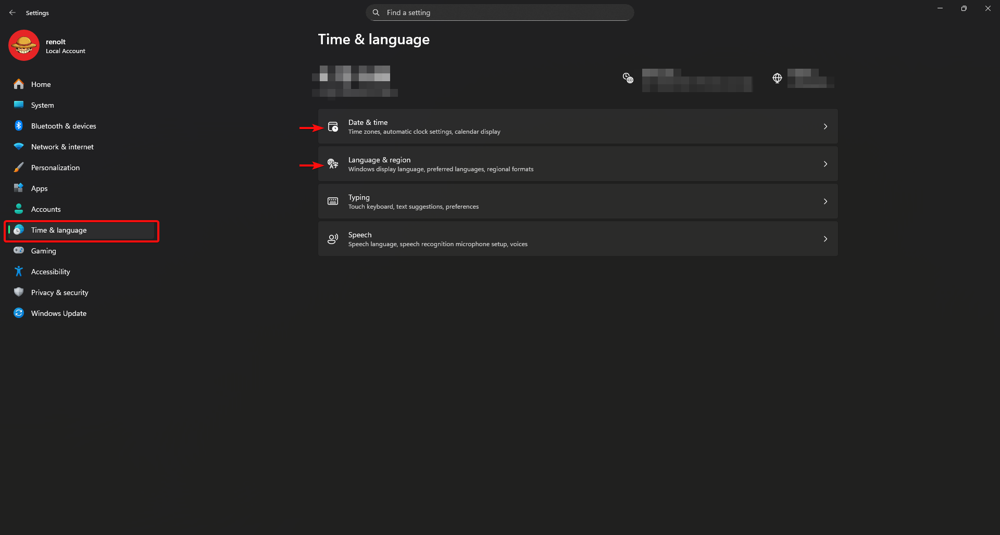 Settings
Find a setting
renolt
Local Account
Home
System
Bluetooth & devices
Network & internet
Personalization
Apps
Accounts
Time & language
Gaming
Accessibility
Privacy & security
Windows Update
Time & language
Date & time
Time zones, automatic clock settings, calendar display
Language & region
Windows display language, preferred languages, regional formats
Typing
Touch keyboard, text suggestions, preferences
Speech
Speech language, speech recognition microphone setup, voices